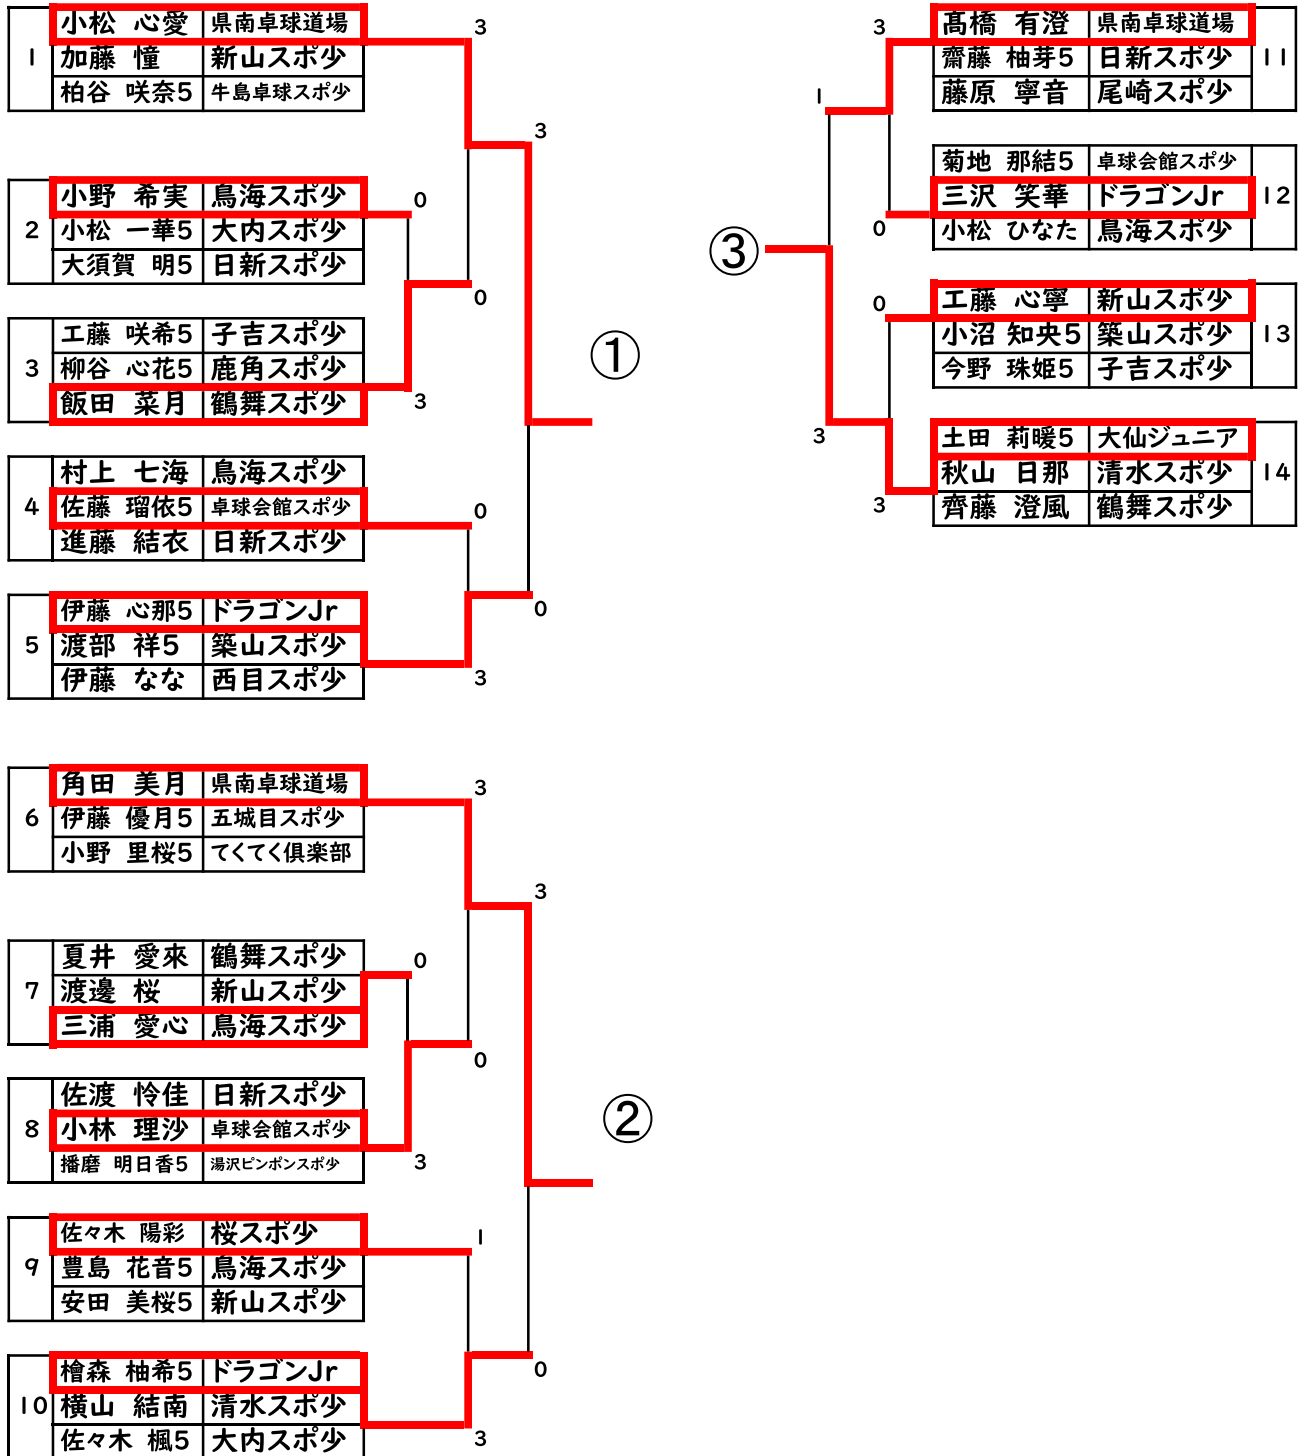 1
小松 心愛 県南卓球道場
加藤 憧 新山スポ少
柏谷 咲奈5 牛島卓球スポ少
3
3
2
小野 希実 鳥海スポ少
小松 一華5 大内スポ少
大須賀 明5 日新スポ少
0
0
3
工藤 咲希5 子吉スポ少
柳谷 心花5 鹿角スポ少
飯田 菜月 鶴舞スポ少
3
①
4
村上 七海 鳥海スポ少
佐藤 瑠依5 卓球会館スポ少
進藤 結衣 日新スポ少
0
0
5
伊藤 心那5 ドラゴンJr
渡部 祥5 築山スポ少
伊藤 なな 西目スポ少
3
6
角田 美月 県南卓球道場
伊藤 優月5 五城目スポ少
小野 里桜5 てくてく倶楽部
3
3
7
夏井 愛來 鶴舞スポ少
渡邊 桜 新山スポ少
三浦 愛心 鳥海スポ少
0
0
8
佐渡 怜佳 日新スポ少
小林 理沙 卓球会館スポ少
播磨 明日香5 湯沢ピンポンスポ少
3
②
9
佐々木 陽彩 桜スポ少
豊島 花音5 鳥海スポ少
安田 美桜5 新山スポ少
1
0
10
檜森 柚希5 ドラゴンJr
横山 結南 清水スポ少
佐々木 楓5 大内スポ少
3
3
1
髙橋 有澄 県南卓球道場
齋藤 柚芽5 日新スポ少
藤原 寧音 尾崎スポ少
11
菊地 那結5 卓球会館スポ少
三沢 笑華 ドラゴンJr
小松 ひなた 鳥海スポ少
12
0
③
0
工藤 心寧 新山スポ少
小沼 知央5 築山スポ少
今野 珠姫5 子吉スポ少
13
3
3
土田 莉暖5 大仙ジュニア
秋山 日那 清水スポ少
齊藤 澄風 鶴舞スポ少
14